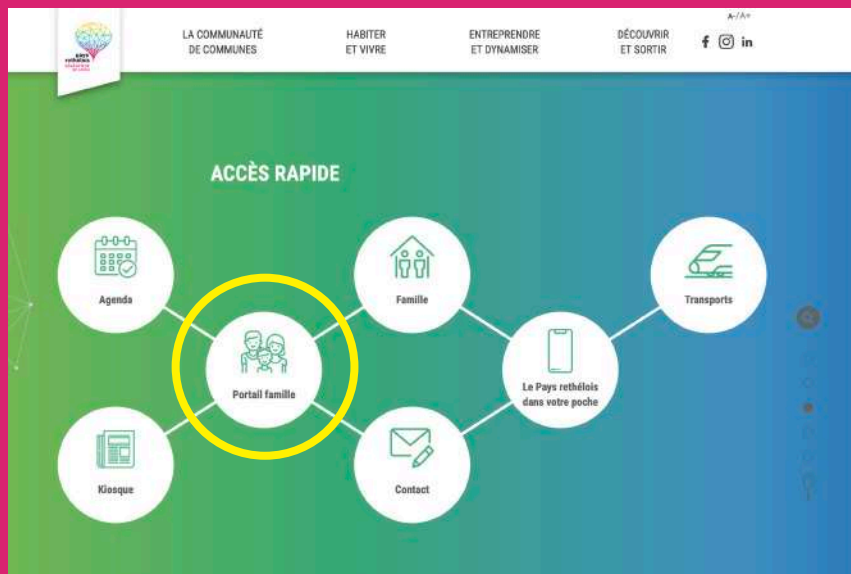 A-/A+
LA COMMUNAUTÉ
DE COMMUNES
HABITER
ET VIVRE
ENTREPRENDRE
ET DYNAMISER
DÉCOUVRIR
ET SORTIR
f in
ACCÈS RAPIDE
Agenda
Famille
Transports
Portail famille
Le Pays rethélois
dans votre poche
Kiosque
Contact